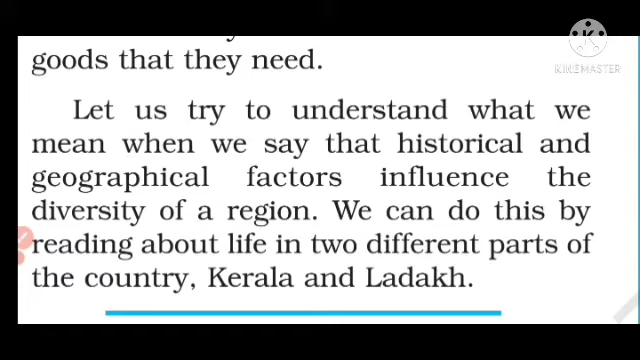 KINEMASTER
goods that they need.
Let us try to understand what we
mean when we say that historical and
geographical factors influence the
diversity of a region. We can do this by
reading about life in two different parts of
the country, Kerala and Ladakh.